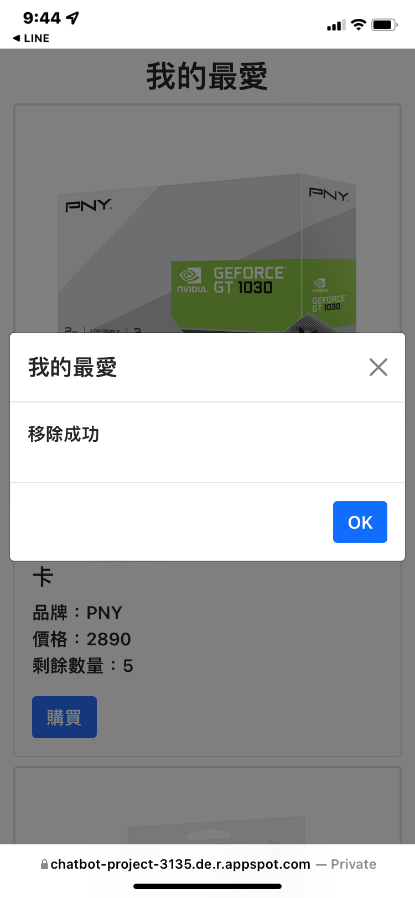 9:44
◀ LINE
我的最愛
PNY.
PNY.
NVIDIA
GEFORCE
GT 1030
NVIDIA
GEFORCE
GT 1030
我的最愛
移除成功
OK
卡
品牌：PNY
價格：2890
剩餘數量：5
購買
chatbot-project-3135.de.r.appspot.com — Private